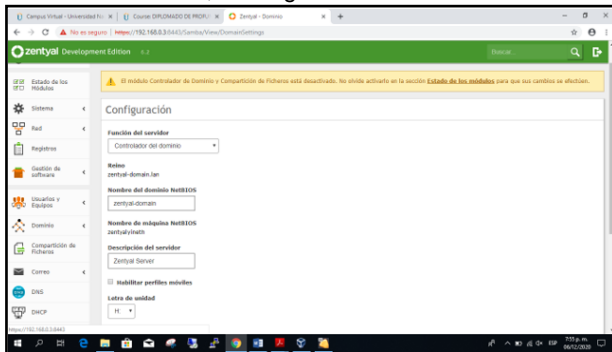 Campus Virtual - Universidad Na
Course: DIPLOMADO DE PROFU
Zentyal - Dominio
No es seguro | https://192.168.0.3:8443/Samba/View/DomainSettings
zentyal Development Edition 6.2
Buscar...
El módulo Controlador de Dominio y Compartición de Ficheros está desactivado. No olvide activarlo en la sección Estado de los módulos para que sus cambios se efectúen.
Estado de los
Módulos
Sistema
Red
Registros
Gestión de
software
Usuarios y
Equipos
Dominio
Compartición de
Ficheros
Correo
DNS
DHCP
Configuración
Función del servidor
Controlador del dominio
Reino
zentyal-domain.lan
Nombre del dominio NetBIOS
zentyal-domain
Nombre de máquina NetBIOS
zentyalyineth
Descripción del servidor
Zentyal Server
Habilitar perfiles móviles
Letra de unidad
H:
https://192.168.0.3:8443
ESP
7:55 p. m.
06/12/2020